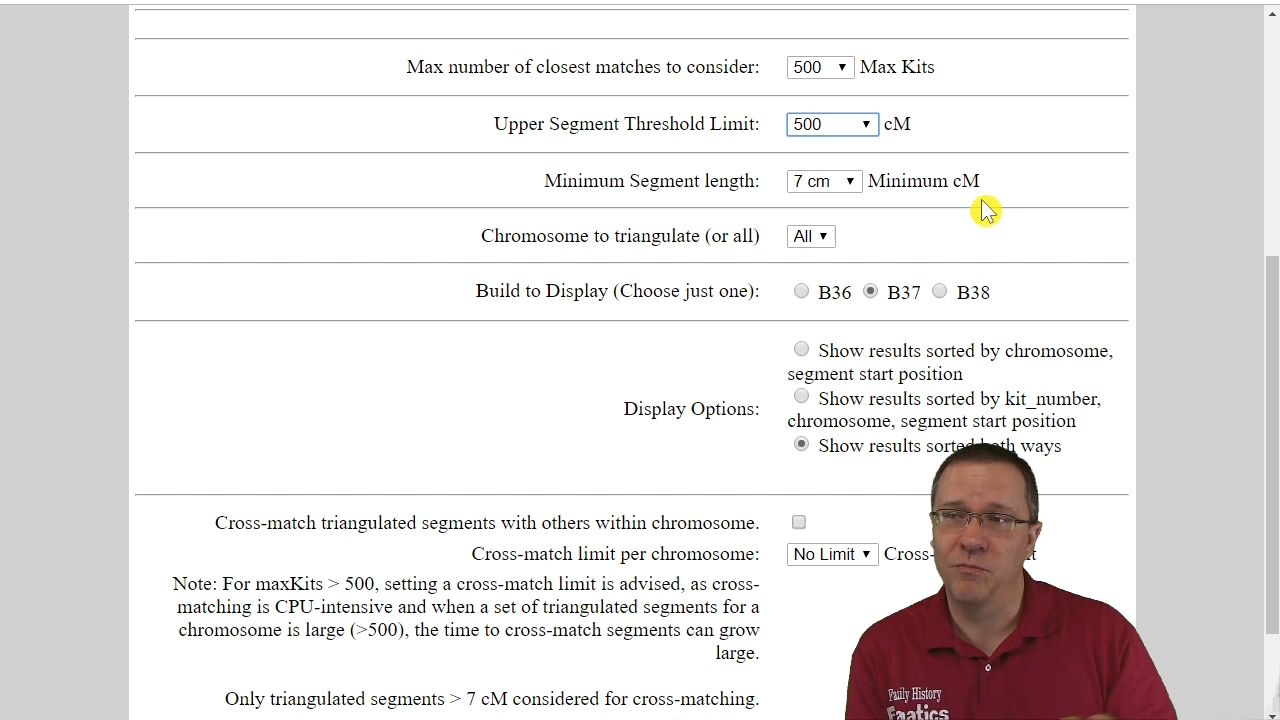 Max number of closest matches to consider: 500 Max Kits
Upper Segment Threshold Limit: 500 cM
Minimum Segment length: 7 cm Minimum cM
Chromosome to triangulate (or all) All
Build to Display (Choose just one): B36 B37 B38
Show results sorted by chromosome,
segment start position
Show results sorted by kit_number,
Display Options: chromosome, segment start position
Show results sorted both ways
Cross-match triangulated segments with others within chromosome.
Cross-match limit per chromosome: No Limit Cross-
Note: For maxKits > 500, setting a cross-match limit is advised, as cross-
matching is CPU-intensive and when a set of triangulated segments for a
chromosome is large (>500), the time to cross-match segments can grow
large.
Only triangulated segments > 7 cM considered for cross-matching.
Family History
Fanatics